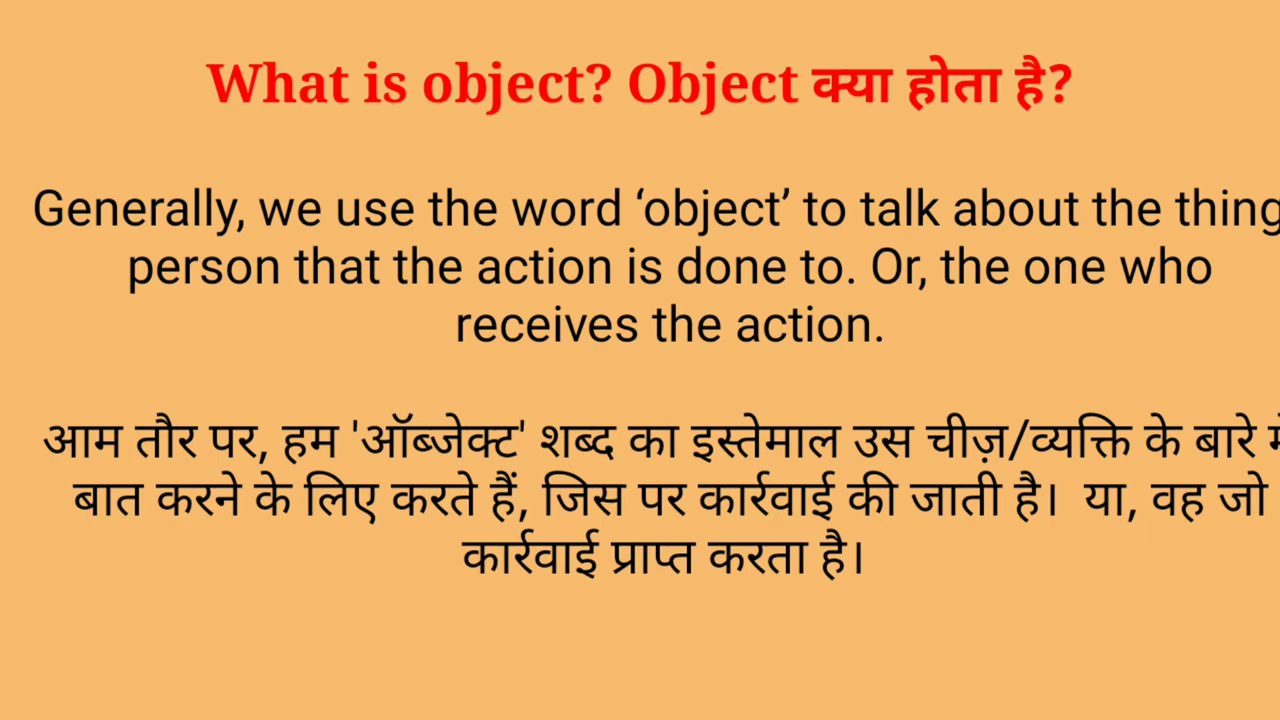 What is object? Object क्या होता है?
Generally, we use the word ‘object’ to talk about the thing
person that the action is done to. Or, the one who
receives the action.
आम तौर पर, हम 'ऑब्जेक्ट' शब्द का इस्तेमाल उस चीज़/व्यक्ति के बारे
बात करने के लिए करते हैं, जिस पर कार्रवाई की जाती है। या, वह जो
कार्रवाई प्राप्त करता है।